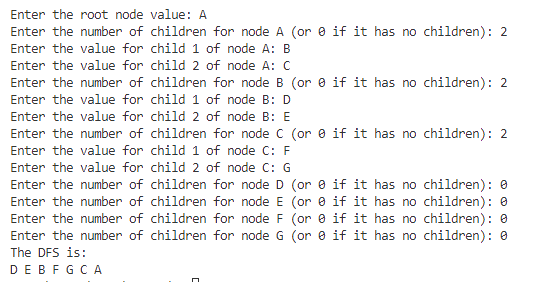 Enter the root node value: A
Enter the number of children for node A (or 0 if it has no children): 2
Enter the value for child 1 of node A: B
Enter the value for child 2 of node A: C
Enter the number of children for node B (or 0 if it has no children): 2
Enter the value for child 1 of node B: D
Enter the value for child 2 of node B: E
Enter the number of children for node C (or 0 if it has no children): 2
Enter the value for child 1 of node C: F
Enter the value for child 2 of node C: G
Enter the number of children for node D (or 0 if it has no children): 0
Enter the number of children for node E (or 0 if it has no children): 0
Enter the number of children for node F (or 0 if it has no children): 0
Enter the number of children for node G (or 0 if it has no children): 0
The DFS is:
D E B F G C A